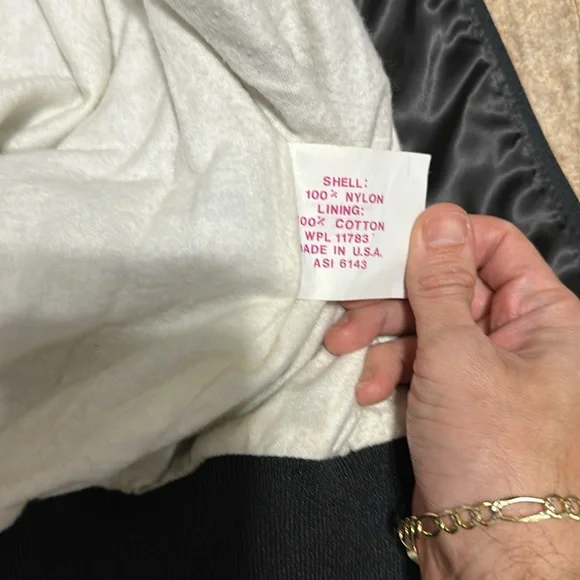 SHELL:
100% NYLON
LINING:
00% COTTON
WPL 11783
ADE IN U.S.A.
ASI 6143